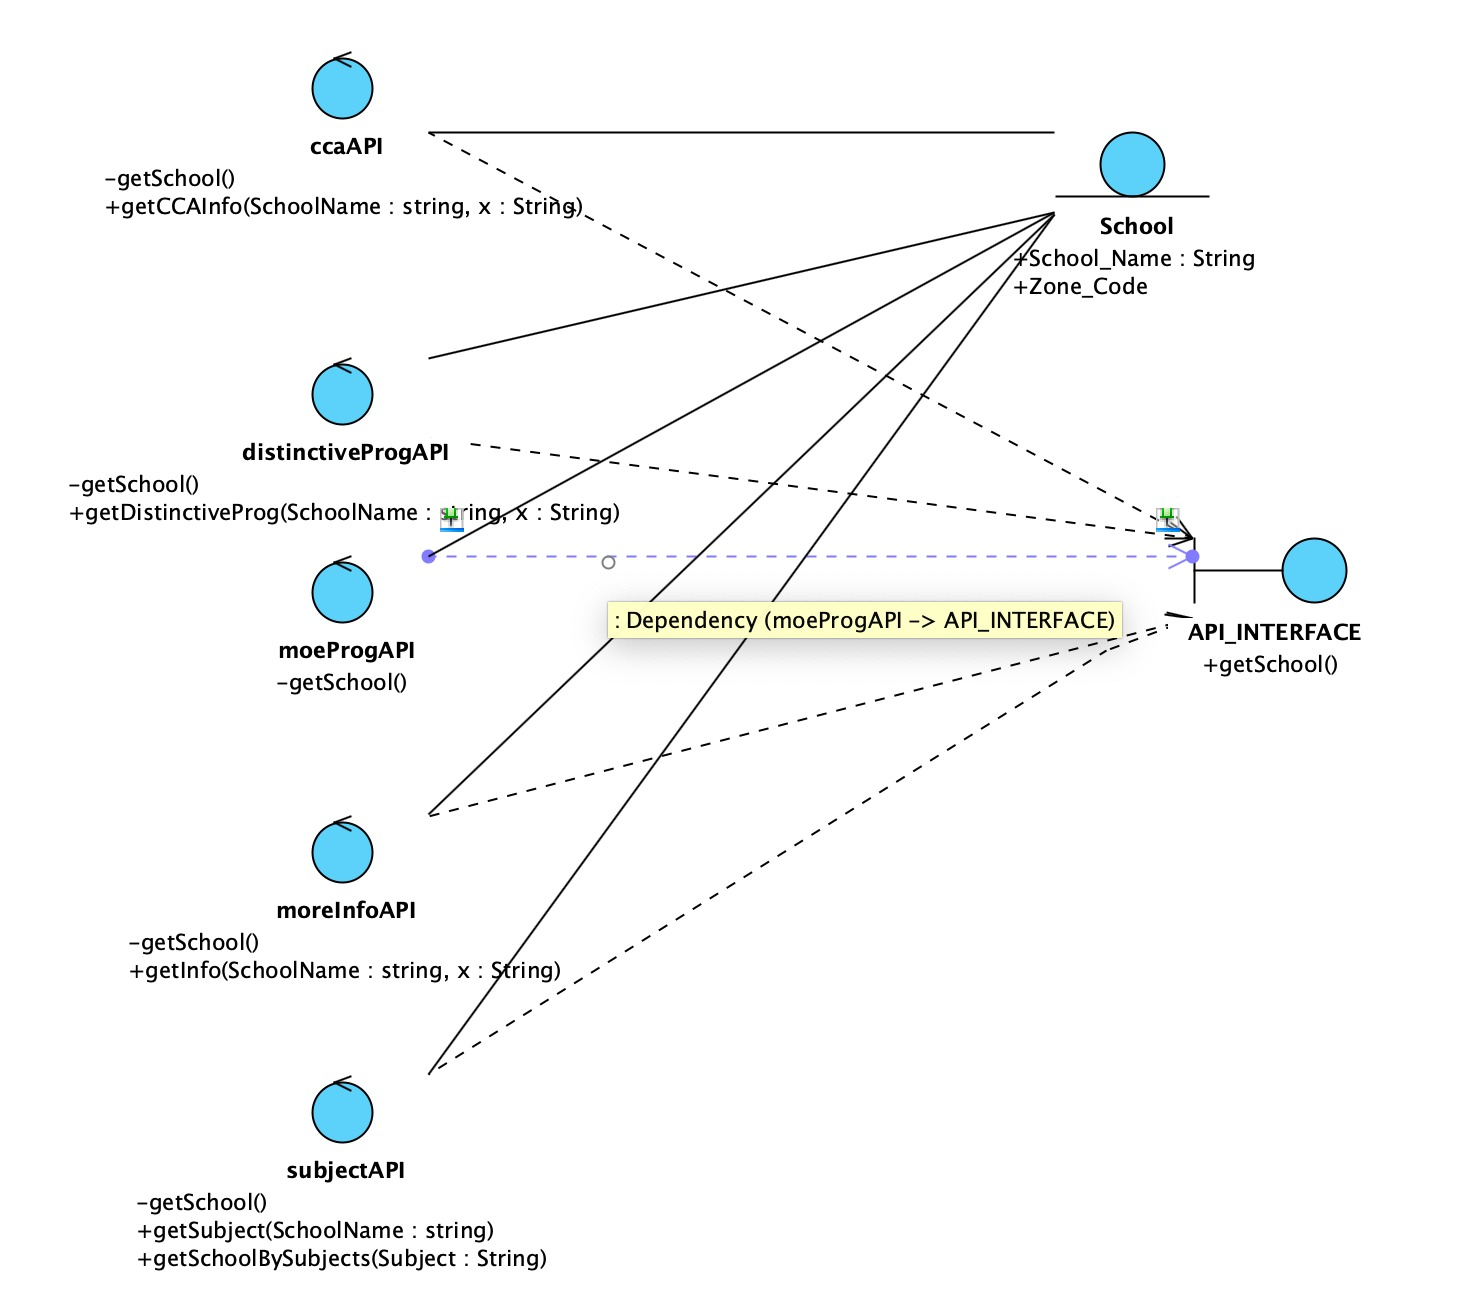 ccaAPI
-getSchool()
+getCCAInfo(SchoolName : string, x : String)
School
+School_Name : String
+Zone_Code
distinctiveProgAPI
-getSchool()
+getDistinctiveProg(SchoolName : string, x : String)
moeProgAPI
-getSchool()
: Dependency (moeProgAPI -> API_INTERFACE)
API_INTERFACE
+getSchool()
moreInfoAPI
-getSchool()
+getInfo(SchoolName : string, x : String)
subjectAPI
-getSchool()
+getSubject(SchoolName : string)
+getSchoolBySubjects(Subject : String)